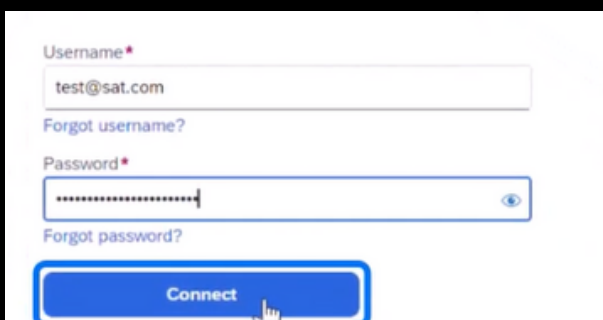 Username*
test@sat.com
Forgot username?
Password*
••••••••••••••••••••••••
Forgot password?
Connect